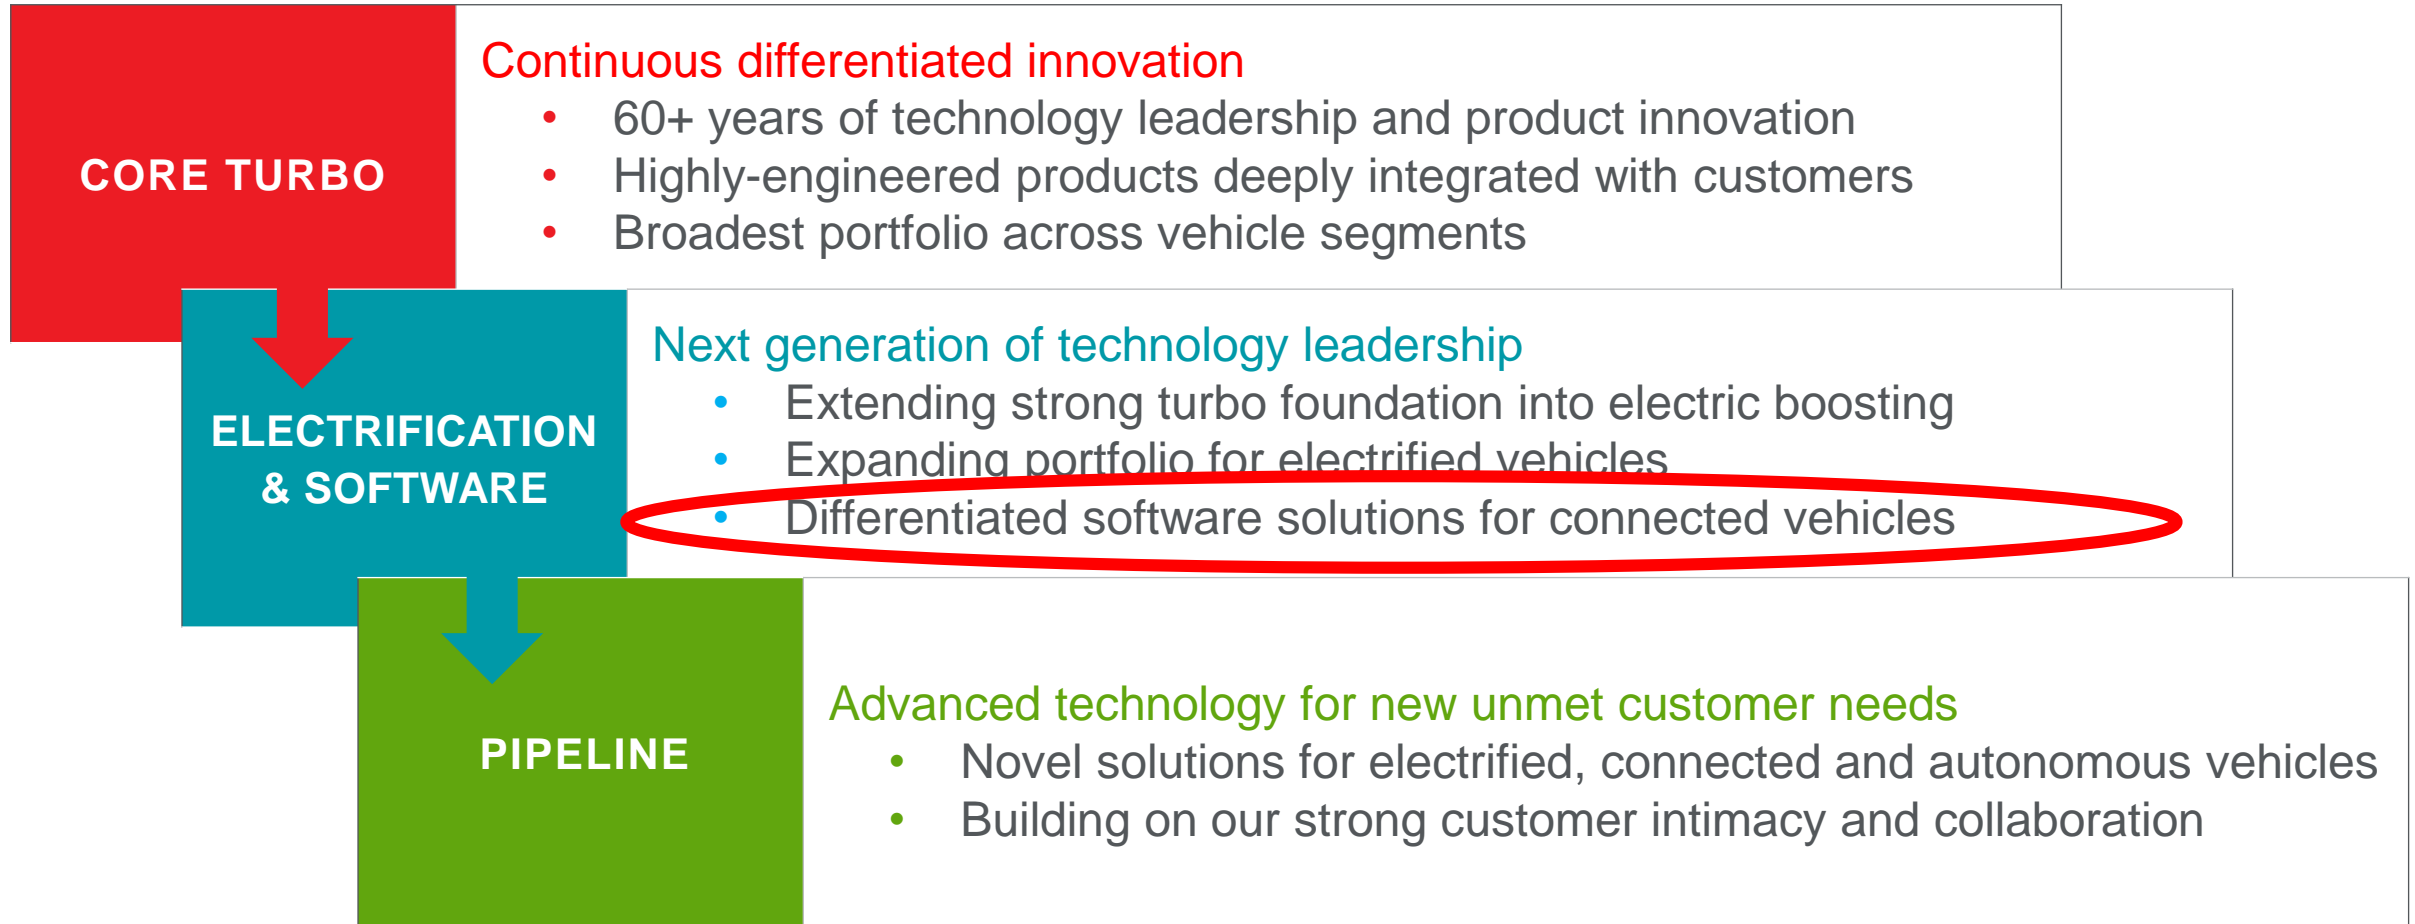 CORE TURBO
Continuous differentiated innovation
• 60+ years of technology leadership and product innovation
• Highly-engineered products deeply integrated with customers
• Broadest portfolio across vehicle segments
ELECTRIFICATION
& SOFTWARE
Next generation of technology leadership
• Extending strong turbo foundation into electric boosting
• Expanding portfolio for electrified vehicles
• Differentiated software solutions for connected vehicles
PIPELINE
Advanced technology for new unmet customer needs
• Novel solutions for electrified, connected and autonomous vehicles
• Building on our strong customer intimacy and collaboration